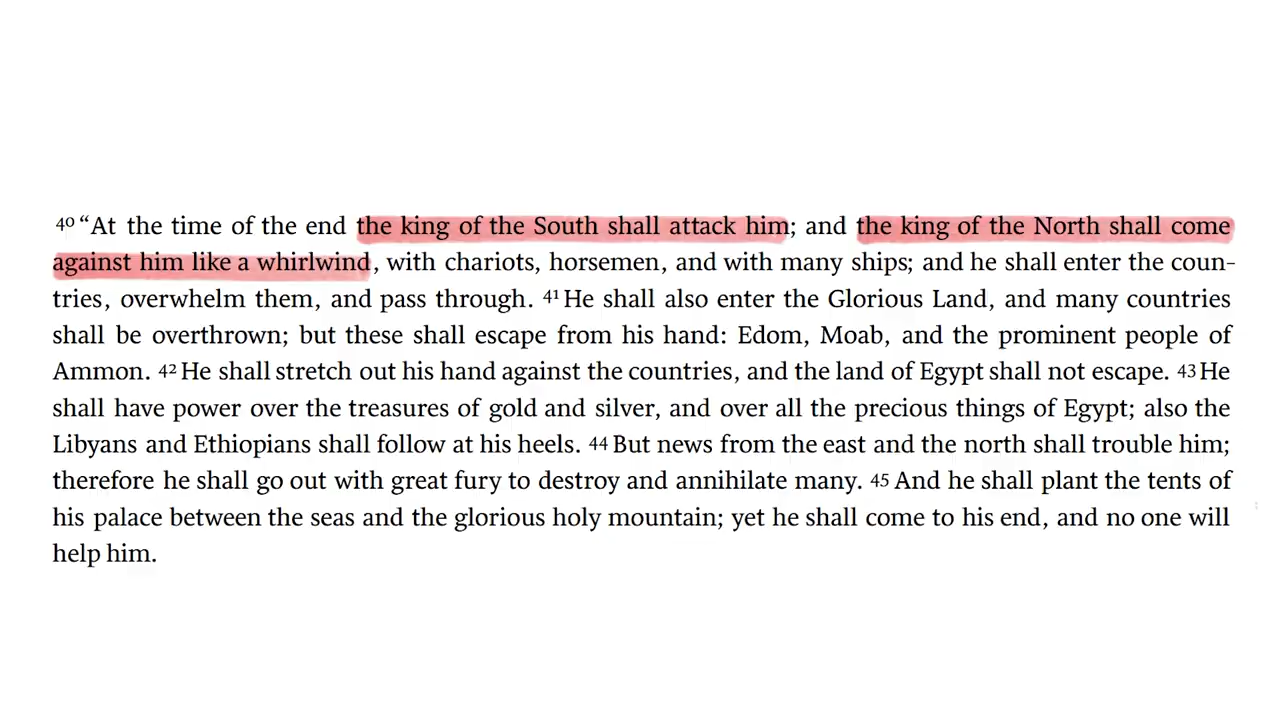 40 “At the time of the end the king of the South shall attack him; and the king of the North shall come
against him like a whirlwind, with chariots, horsemen, and with many ships; and he shall enter the coun-
tries, overwhelm them, and pass through. 41 He shall also enter the Glorious Land, and many countries
shall be overthrown; but these shall escape from his hand: Edom, Moab, and the prominent people of
Ammon. 42 He shall stretch out his hand against the countries, and the land of Egypt shall not escape. 43 He
shall have power over the treasures of gold and silver, and over all the precious things of Egypt; also the
Libyans and Ethiopians shall follow at his heels. 44 But news from the east and the north shall trouble him;
therefore he shall go out with great fury to destroy and annihilate many. 45 And he shall plant the tents of
his palace between the seas and the glorious holy mountain; yet he shall come to his end, and no one will
help him.